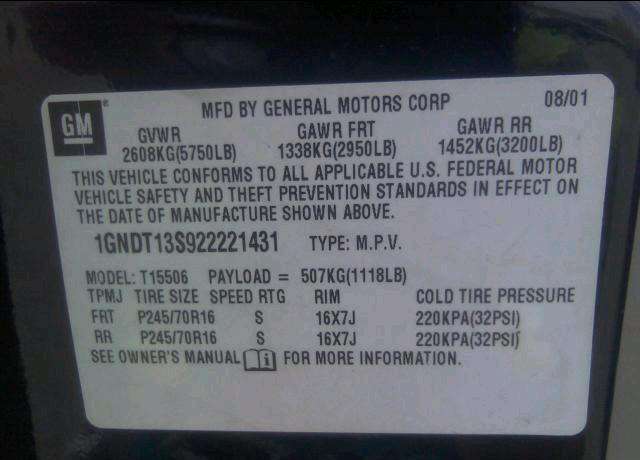 GM ® MFD BY GENERAL MOTORS CORP 08/01
GVWR GAWR FRT GAWR RR
2608KG(5750LB) 1338KG(2950LB) 1452KG(3200LB)
THIS VEHICLE CONFORMS TO ALL APPLICABLE U.S. FEDERAL MOTOR
VEHICLE SAFETY AND THEFT PREVENTION STANDARDS IN EFFECT ON
THE DATE OF MANUFACTURE SHOWN ABOVE.
1GNDT13S922221431 TYPE: M.P.V.
MODEL: T15506 PAYLOAD = 507KG(1118LB)
TPMJ TIRE SIZE SPEED RTG RIM COLD TIRE PRESSURE
FRT P245/70R16 S 16X7J 220KPA(32PSI)
RR P245/70R16 S 16X7J 220KPA(32PSI)
SEE OWNER'S MANUAL i FOR MORE INFORMATION.